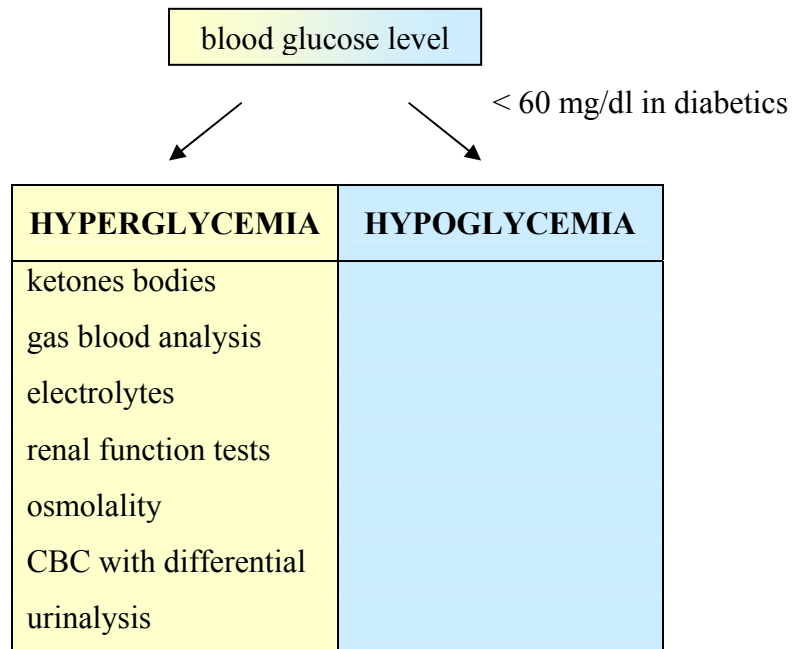 blood glucose level
< 60 mg/dl in diabetics
HYPERGLYCEMIA
HYPOGLYCEMIA
ketones bodies
gas blood analysis
electrolytes
renal function tests
osmolality
CBC with differential
urinalysis